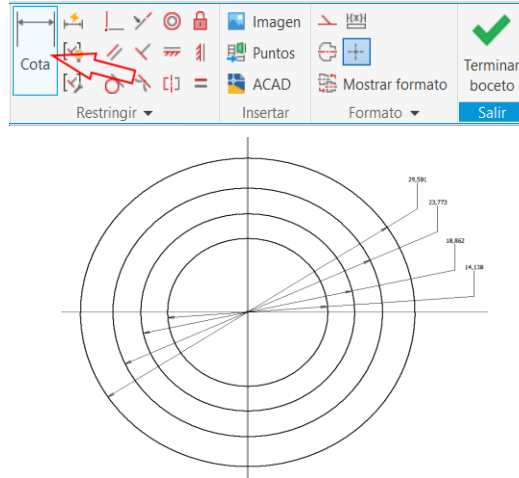 Cota
Restringir
Imagen
Puntos
ACAD
Insertar
Mostrar formato
Formato
Terminar
boceto
Salir
29,581
23,773
18,862
14,138